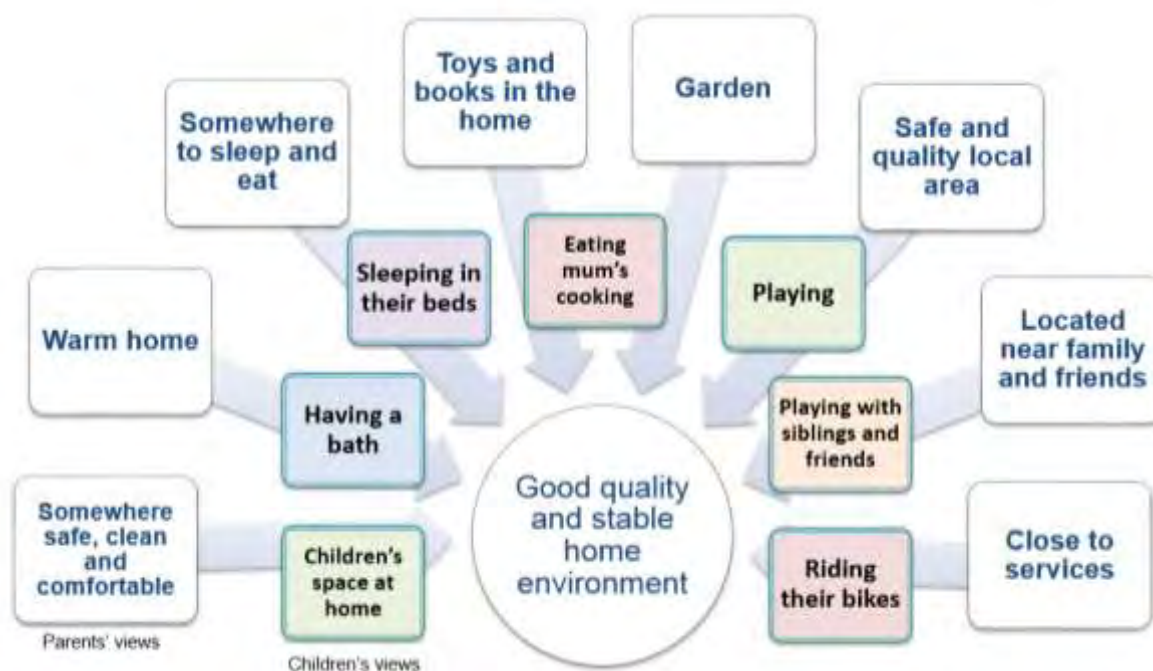 Toys and
books in the
home
Garden
Somewhere
to sleep and
eat
Safe and
quality local
area
Sleeping in
their beds
Eating
mum's
cooking
Playing
Warm home
Located
near family
and friends
Having a
bath
Playing with
siblings and
friends
Good quality
and stable
home
environment
Somewhere
safe, clean
and
comfortable
Children's
space at
home
Riding
their bikes
Close to
services
Parents' views
Children's views